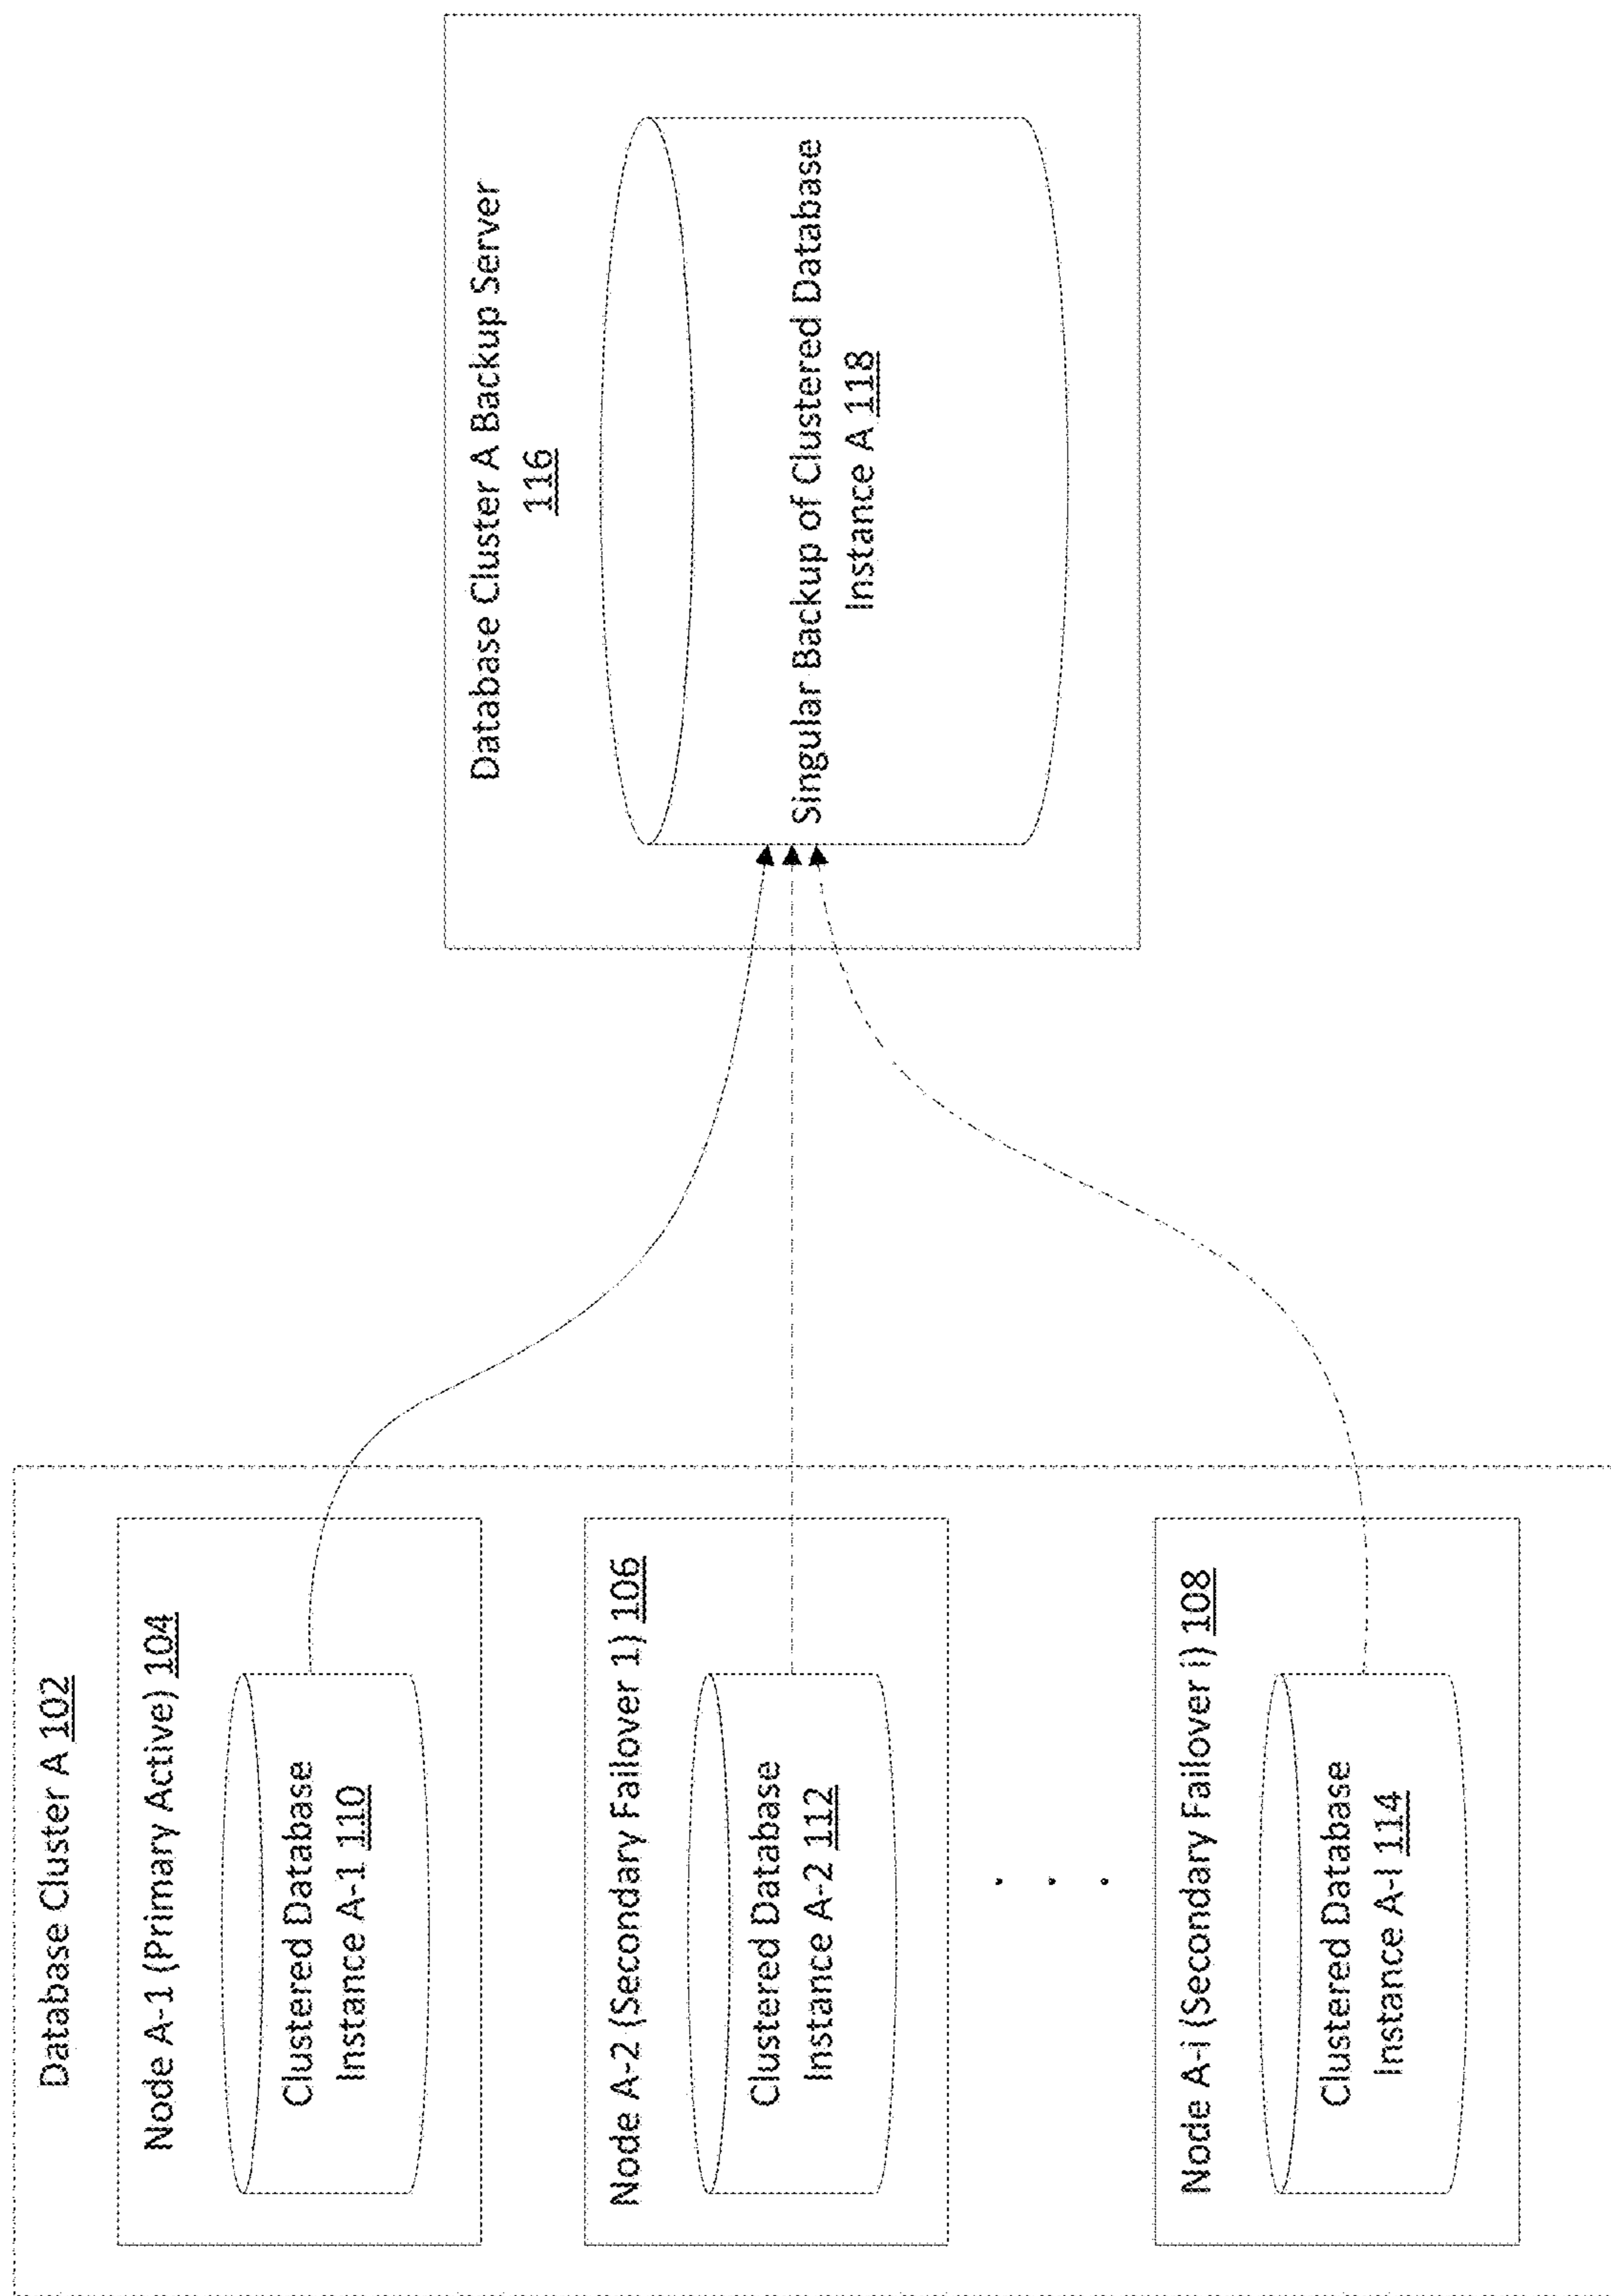 Database Cluster A 102
Node A-1 (Primary Active) 104
Clustered Database
Instance A-1 110
Node A-2 (Secondary Failover 1) 106
Clustered Database
Instance A-2 112
. . .
Node A-i (Secondary Failover i) 108
Clustered Database
Instance A-I 114
Database Cluster A Backup Server
116
Singular Backup of Clustered Database
Instance A 118